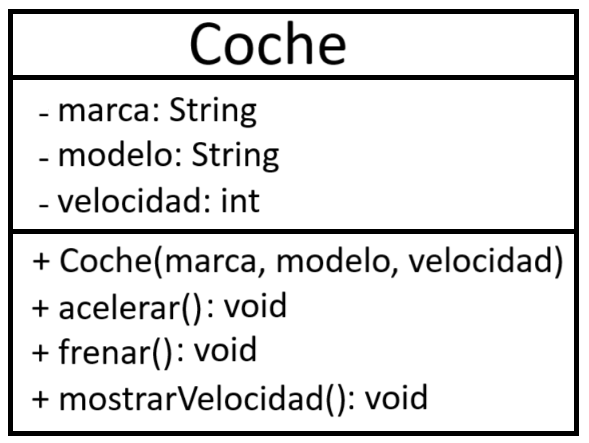 Coche
- marca: String
- modelo: String
- velocidad: int
+ Coche(marca, modelo, velocidad)
+ acelerar(): void
+ frenar(): void
+ mostrarVelocidad(): void